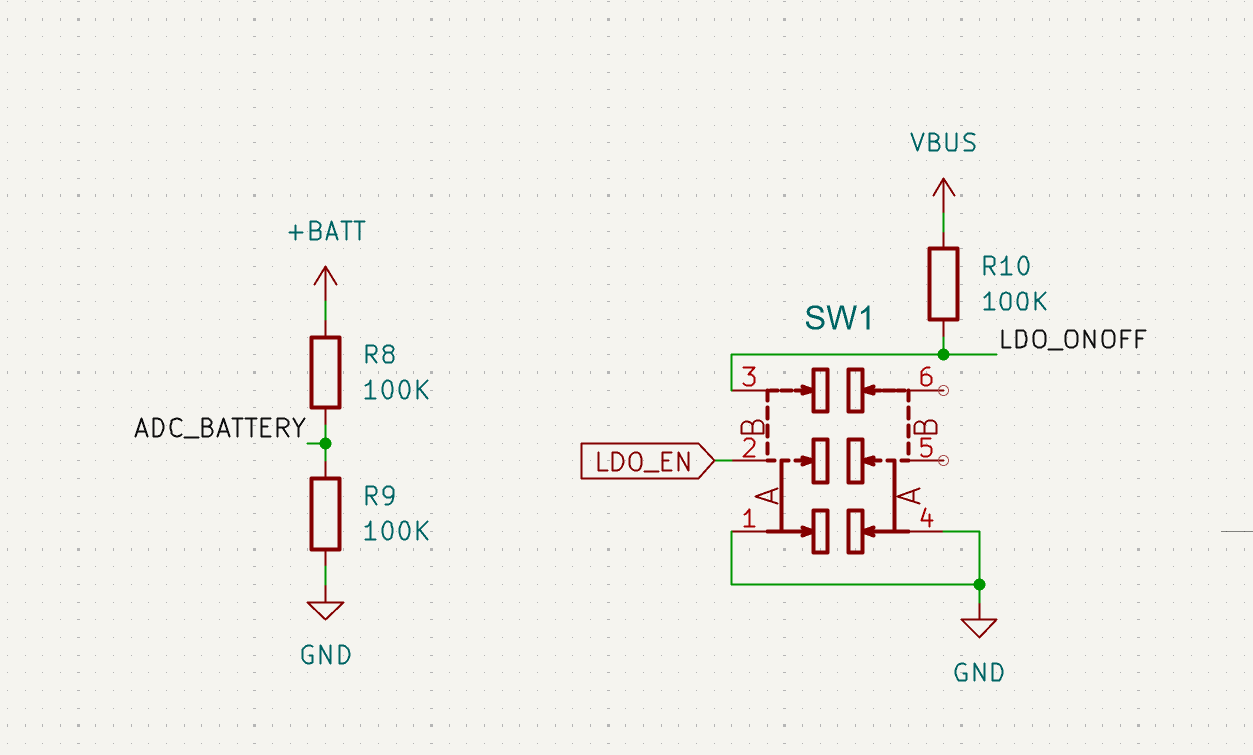 +BATT
R8
100K
ADC_BATTERY
R9
100K
GND
VBUS
R10
100K
LDO_ONOFF
SW1
3
6
B
B
2
5
LDO_EN
A
A
1
4
GND